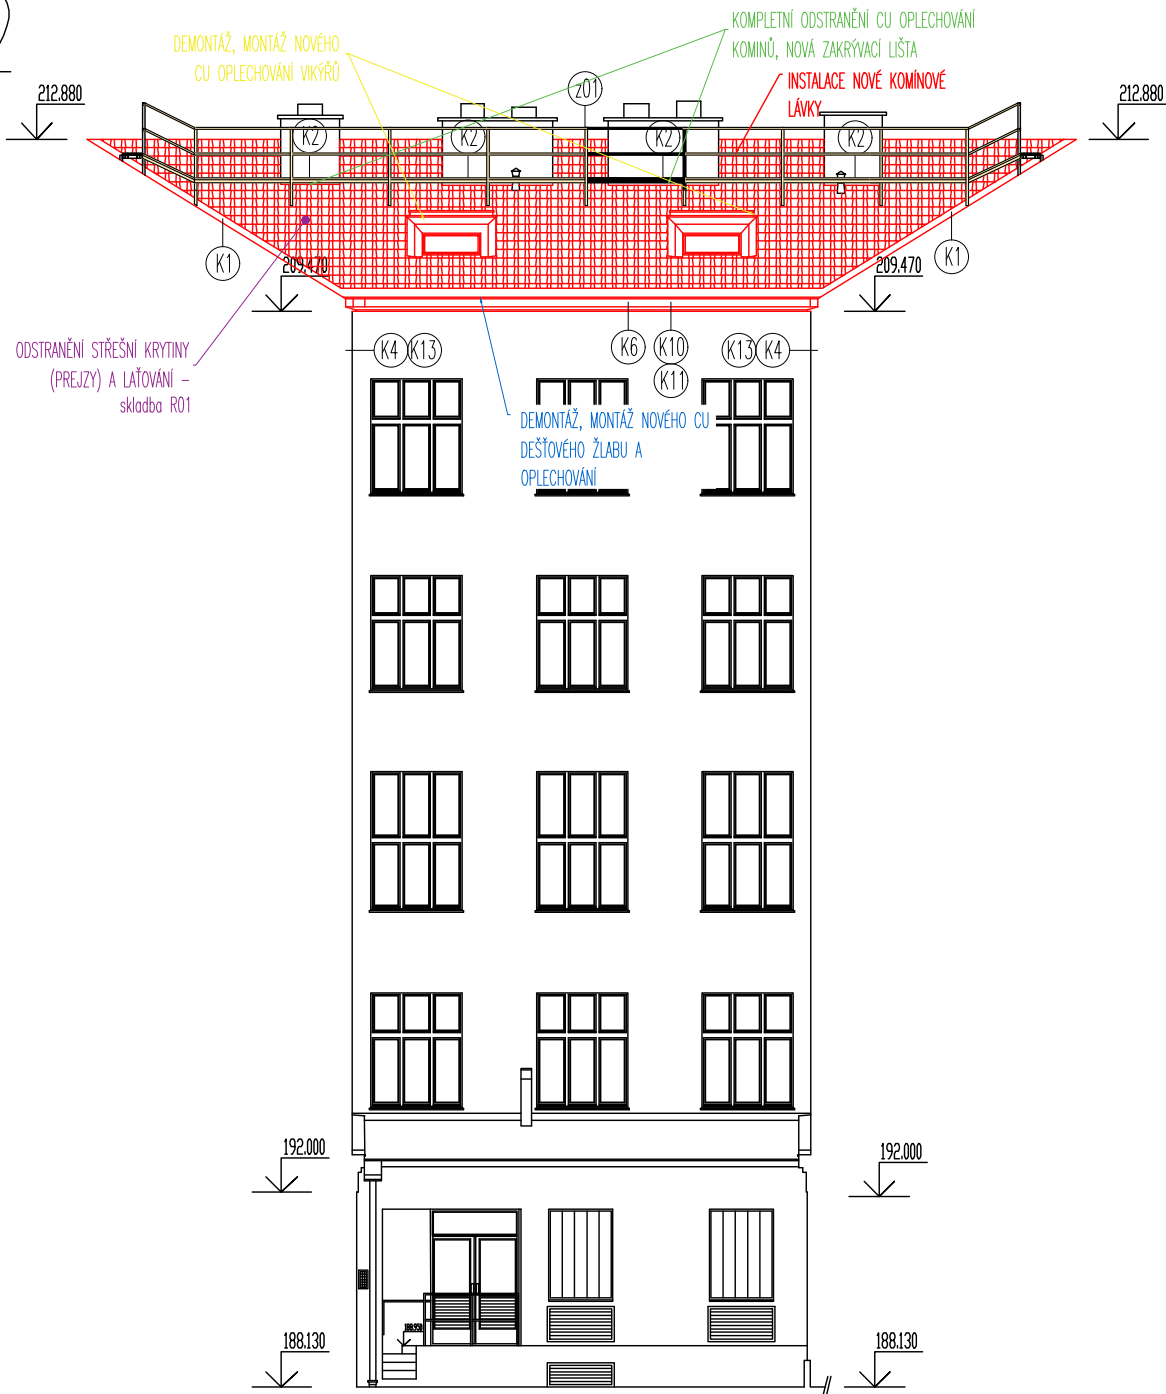 KOMPLETNÍ ODSTRANĚNÍ CU OPLECHOVÁNÍ
KOMINŮ, NOVÁ ZAKRÝVACÍ LIŠTA
DEMONTÁŽ, MONTÁŽ NOVÉHO
CU OPLECHOVÁNÍ VIKÝŘŮ
INSTALACE NOVÉ KOMÍNOVÉ
LÁVKY
212.880
z01
212.880
K2
K2
K2
K2
K1
K1
209.470
209.470
ODSTRANĚNÍ STŘEŠNÍ KRYTINY
(PREJZY) A LAŤOVÁNÍ –
skladba R01
K4
K13
K6
K10
K13
K4
K11
DEMONTÁŽ, MONTÁŽ NOVÉHO CU
DEŠŤOVÉHO ŽLABU A
OPLECHOVÁNÍ
192.000
192.000
188.130
188.130